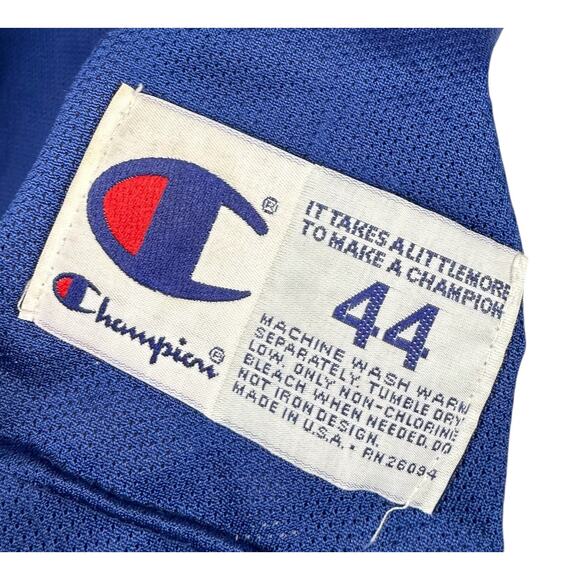 ®
Champion®
IT TAKES A LITTLE MORE
TO MAKE A CHAMPION
44
MACHINE WASH WARM
SEPARATELY. TUMBLE DRY
LOW. ONLY NON-CHLORINE
BLEACH WHEN NEEDED. DO
NOT IRON DESIGN.
MADE IN U.S.A. • RN 26094